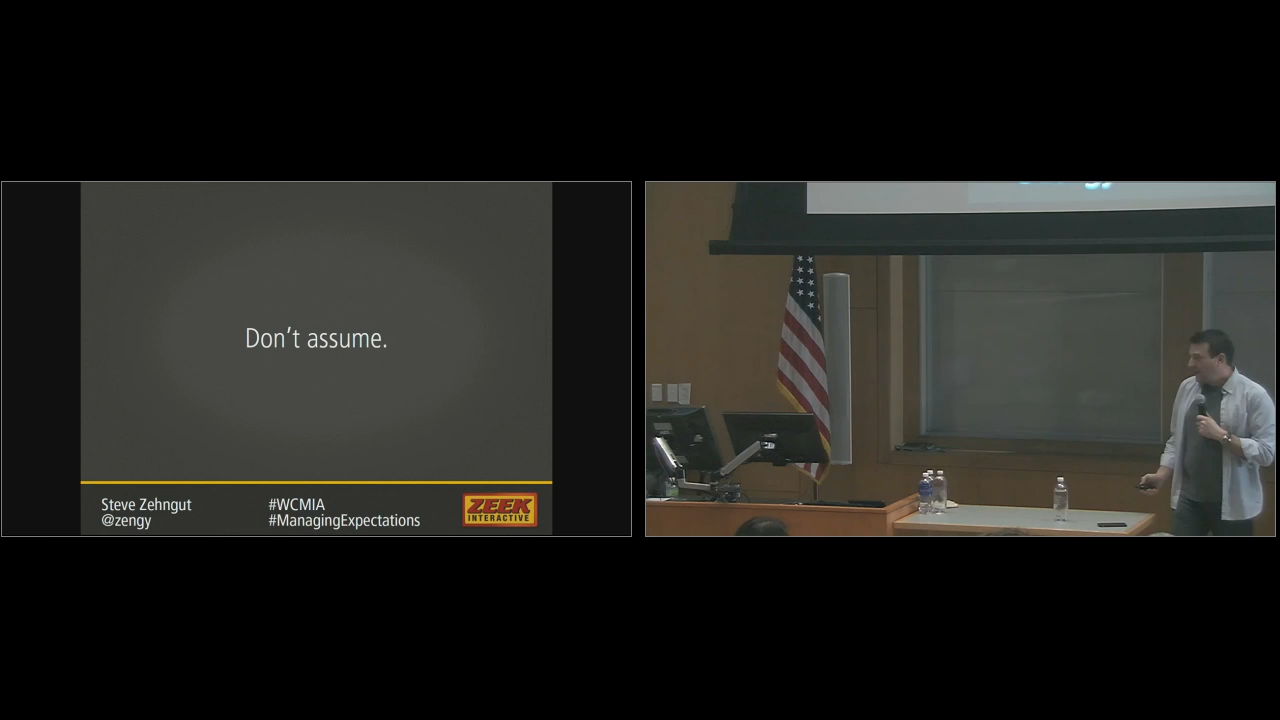 Don't assume.
Steve Zehngut
@zengy
#WCMIA
#ManagingExpectations
ZEEK
INTERACTIVE